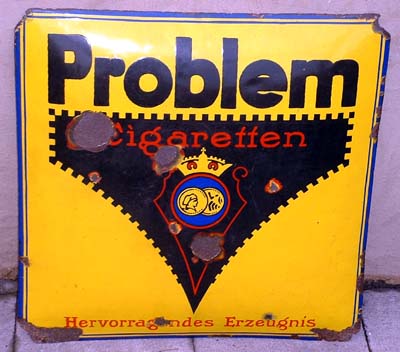 Problem
Cigaretten
Hervorragendes Erzeugnis